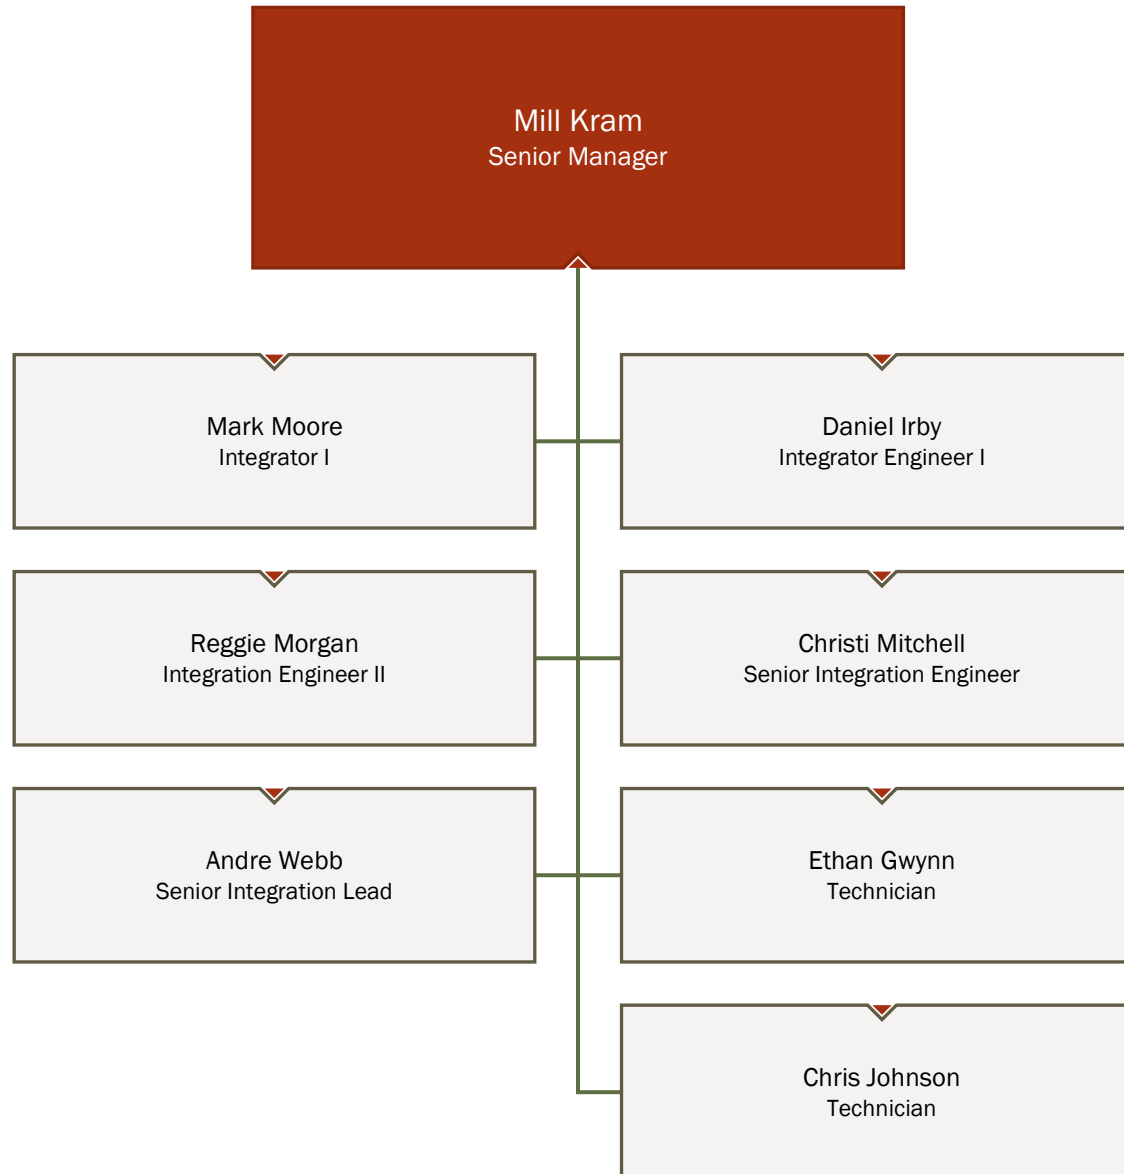 Mill Kram
Senior Manager
Mark Moore
Integrator I
Daniel Irby
Integrator Engineer I
Reggie Morgan
Integration Engineer II
Christi Mitchell
Senior Integration Engineer
Andre Webb
Senior Integration Lead
Ethan Gwynn
Technician
Chris Johnson
Technician